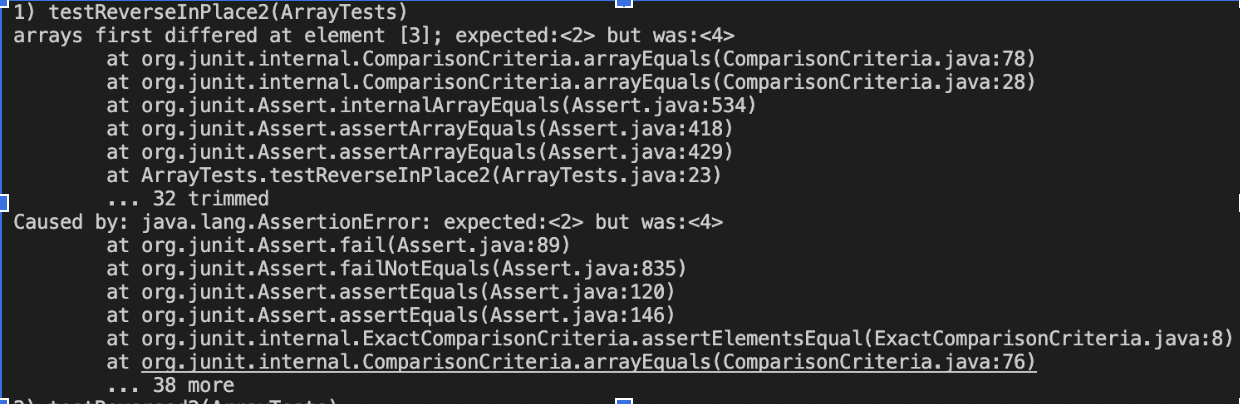 1) testReverseInPlace2(ArrayTests)
arrays first differed at element [3]; expected:<2> but was:<4>
        at org.junit.internal.ComparisonCriteria.arrayEquals(ComparisonCriteria.java:78)
        at org.junit.internal.ComparisonCriteria.arrayEquals(ComparisonCriteria.java:28)
        at org.junit.Assert.internalArrayEquals(Assert.java:534)
        at org.junit.Assert.assertArrayEquals(Assert.java:418)
        at org.junit.Assert.assertArrayEquals(Assert.java:429)
        at ArrayTests.testReverseInPlace2(ArrayTests.java:23)
        ... 32 trimmed
Caused by: java.lang.AssertionError: expected:<2> but was:<4>
        at org.junit.Assert.fail(Assert.java:89)
        at org.junit.Assert.failNotEquals(Assert.java:835)
        at org.junit.Assert.assertEquals(Assert.java:120)
        at org.junit.Assert.assertEquals(Assert.java:146)
        at org.junit.internal.ExactComparisonCriteria.assertElementsEqual(ExactComparisonCriteria.java:8)
        at org.junit.internal.ComparisonCriteria.arrayEquals(ComparisonCriteria.java:76)
        ... 38 more